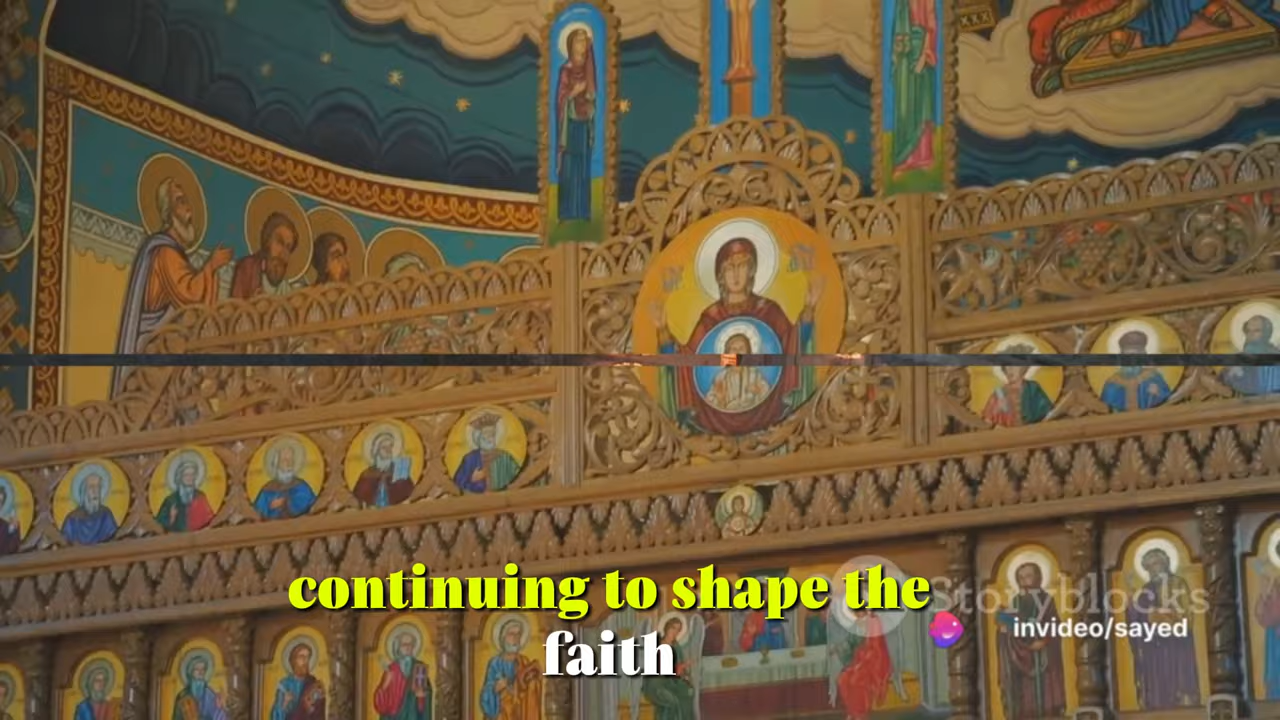 continuing to shape the
faith
Storyblocks
invideo/sayed